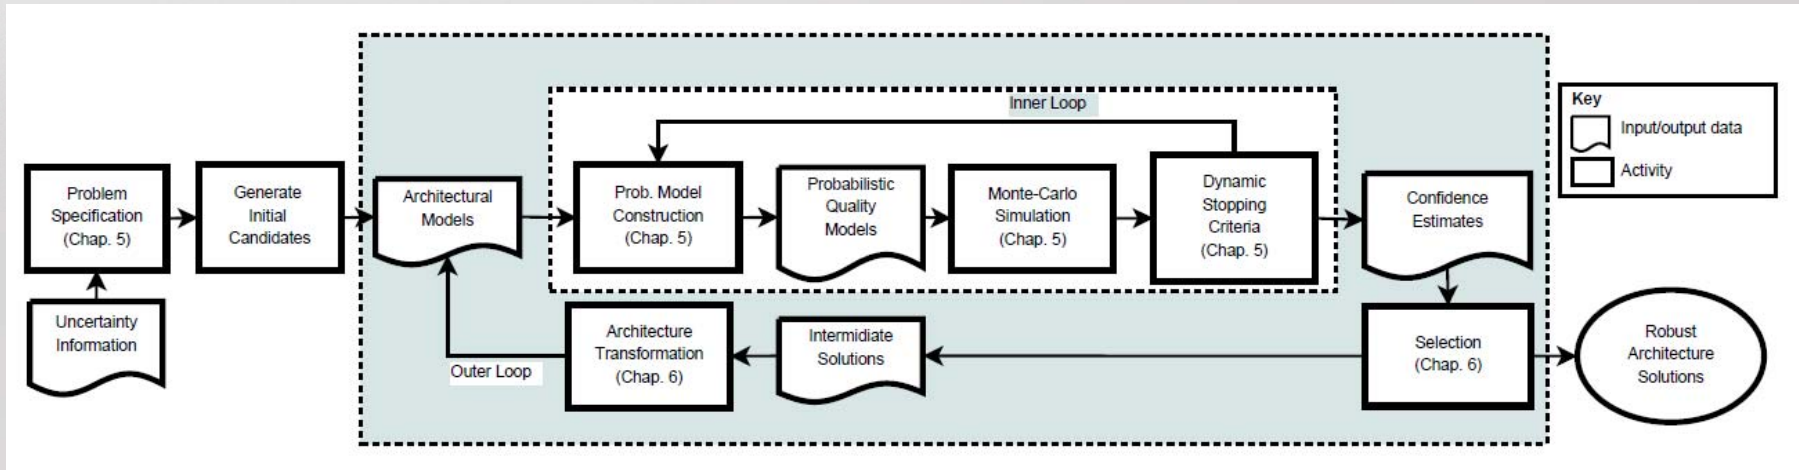 Inner Loop
Key
Input/output data
Activity
Problem
Specification
(Chap. 5)
Generate
Initial
Candidates
Architectural
Models
Prob. Model
Construction
(Chap. 5)
Probabilistic
Quality
Models
Monte-Carlo
Simulation
(Chap. 5)
Dynamic
Stopping
Criteria
(Chap. 5)
Confidence
Estimates
Uncertainty
Information
Outer Loop
Architecture
Transformation
(Chap. 6)
Intermidiate
Solutions
Selection
(Chap. 6)
Robust
Architecture
Solutions